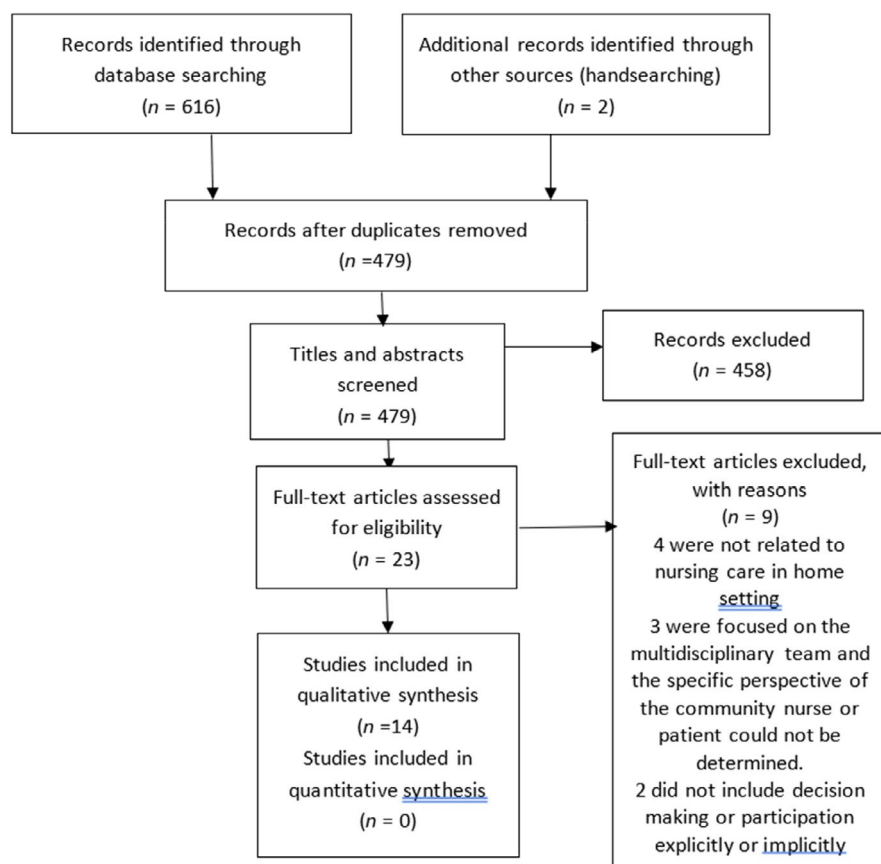 Records identified through
database searching
(n = 616)
Additional records identified through
other sources (handsearching)
(n = 2)
Records after duplicates removed
(n =479)
Titles and abstracts
screened
(n = 479)
Records excluded
(n = 458)
Full-text articles assessed
for eligibility
(n = 23)
Full-text articles excluded,
with reasons
(n = 9)
4 were not related to
nursing care in home
setting
3 were focused on the
multidisciplinary team and
the specific perspective of
the community nurse or
patient could not be
determined.
2 did not include decision
making or participation
explicitly or implicitly
Studies included in
qualitative synthesis
(n =14)
Studies included in
quantitative synthesis
(n = 0)